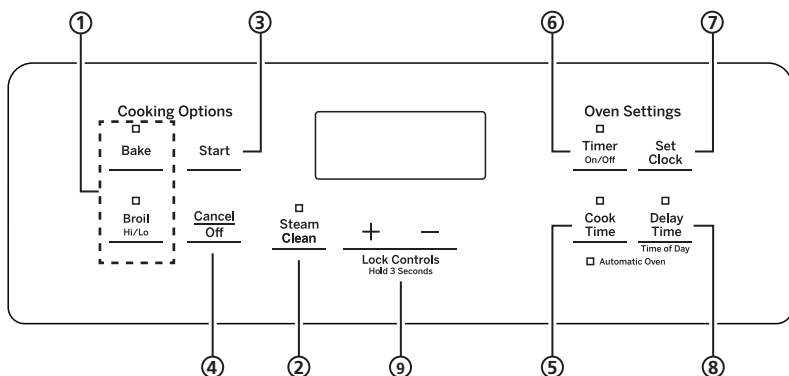 ① ③ ⑥ ⑦
Cooking Options
Oven Settings
Bake
Start
Timer
On/Off
Set
Clock
Broil
Hi/Lo
Cancel
Off
Steam
Clean
+ −
Lock Controls
Hold 3 Seconds
Cook
Time
Delay
Time
Time of Day
Automatic Oven
④ ② ⑨ ⑤ ⑧